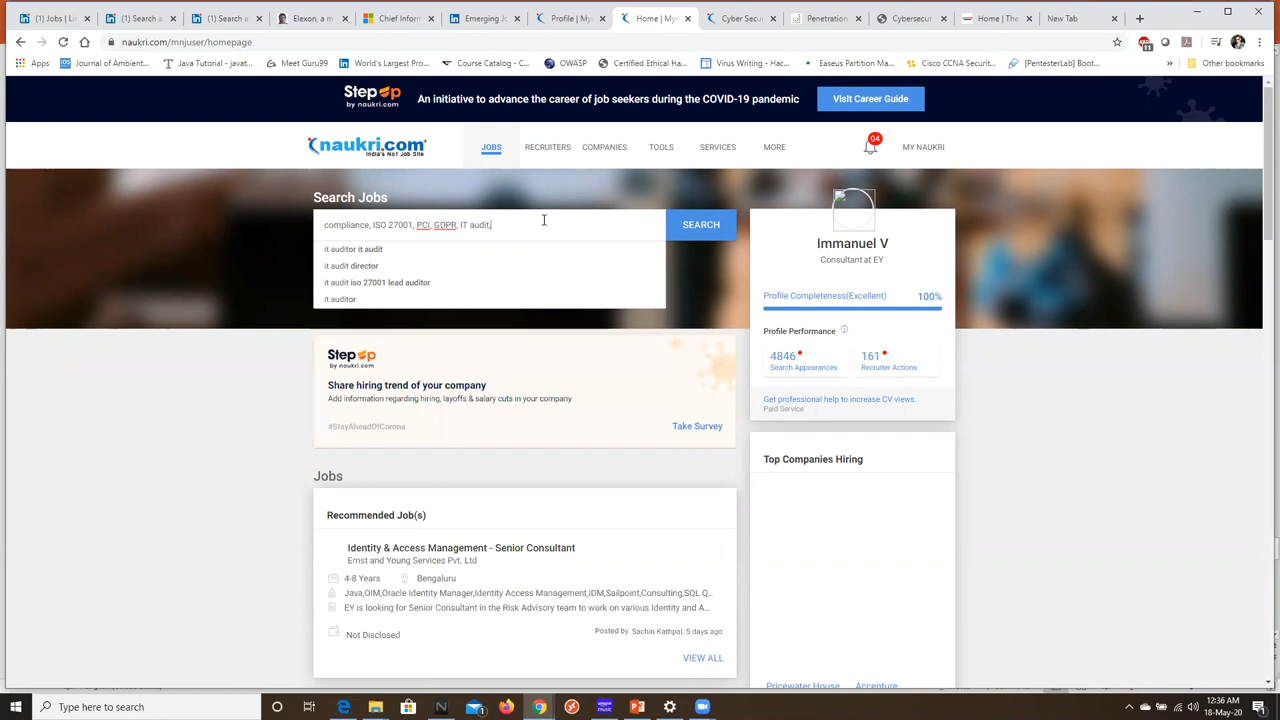 (1) Jobs | Lin
(1) Search a
(1) Search a
Elexon, a m
Chief Inform
Emerging Jo
Profile | My
Home | My
Cyber Secur
Penetration
Cybersecur
Home | The
New Tab
naukri.com/mnjuser/homepage
11
Apps
Journal of Ambient...
Java Tutorial - javat...
Meet Guru99
World's Largest Pro...
Course Catalog - C...
OWASP
Certified Ethical Ha...
Virus Writing - Hac...
Easeus Partition Ma...
Cisco CCNA Securit...
[PentesterLab] Boot...
Other bookmarks
Step up
by naukri.com
An initiative to advance the career of job seekers during the COVID-19 pandemic
Visit Career Guide
naukri.com
India's No1 Job Site
JOBS
RECRUITERS
COMPANIES
TOOLS
SERVICES
MORE
04
MY NAUKRI
Search Jobs
compliance, ISO 27001, PCI, GDPR, IT audit,
SEARCH
it auditor it audit
it audit director
it audit iso 27001 lead auditor
it auditor
Immanuel V
Consultant at EY
Profile Completeness(Excellent) 100%
Profile Performance
4846
Search Appearances
161
Recruiter Actions
Get professional help to increase CV views.
Paid Service
Step up
by naukri.com
Share hiring trend of your company
Add information regarding hiring, layoffs & salary cuts in your company
#StayAheadOfCorona
Take Survey
Jobs
Recommended Job(s)
Identity & Access Management - Senior Consultant
Ernst and Young Services Pvt. Ltd
4-8 Years
Bengaluru
Java,OIM,Oracle Identity Manager,Identity Access Management,IDM,Sailpoint,Consulting,SQL Q...
EY is looking for Senior Consultant in the Risk Advisory team to work on various Identity and A...
Not Disclosed
Posted by Sachin Kathpal, 5 days ago
VIEW ALL
Top Companies Hiring
Pricewater House
Accenture
Type here to search
12:36 AM
18-May-20